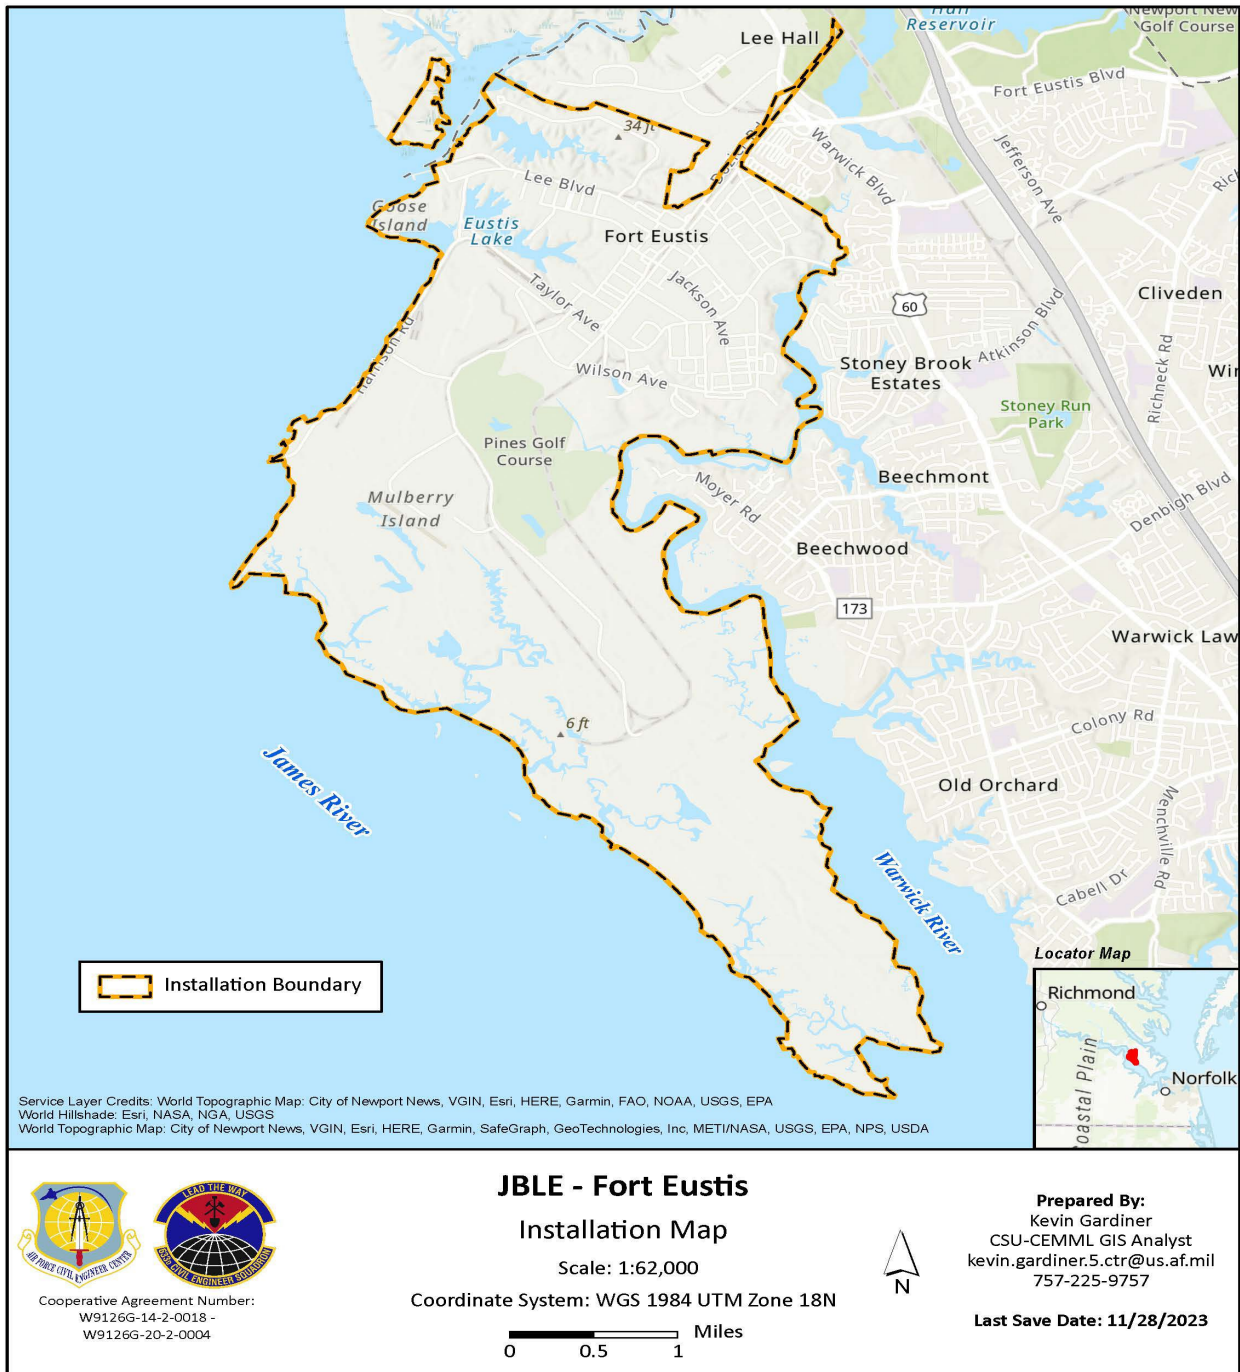 Hull
Reservoir
Newport New
Golf Course
Lee Hall
Fort Eustis Blvd
34 ft
Dozier Rd
Warwick Blvd
Jefferson Ave
Lee Blvd
Goose
Island
Eustis
Lake
Fort Eustis
Jackson Ave
Taylor Ave
60
Cliveden
Atkinson Blvd
Harrison Rd
Wilson Ave
Stoney Brook
Estates
Richneck Rd
Stoney Run
Park
Pines Golf
Course
Mulberry
Island
Moyer Rd
Beechmont
Denbigh Blvd
Beechwood
173
Warwick Law
6 ft
Colony Rd
James River
Old Orchard
Menchville Rd
Warwick River
Cabell Dr
Installation Boundary
Locator Map
Richmond
Coastal Plain
Norfolk
Service Layer Credits: World Topographic Map: City of Newport News, VGIN, Esri, HERE, Garmin, FAO, NOAA, USGS, EPA
World Hillshade: Esri, NASA, NGA, USGS
World Topographic Map: City of Newport News, VGIN, Esri, HERE, Garmin, SafeGraph, GeoTechnologies, Inc, METI/NASA, USGS, EPA, NPS, USDA
AIR FORCE CIVIL ENGINEER CENTER
LEAD THE WAY
633D CIVIL ENGINEER SQUADRON
Cooperative Agreement Number:
W9126G-14-2-0018 -
W9126G-20-2-0004
JBLE - Fort Eustis
Installation Map
Scale: 1:62,000
Coordinate System: WGS 1984 UTM Zone 18N
Miles
0 0.5 1
N
Prepared By:
Kevin Gardiner
CSU-CEMML GIS Analyst
kevin.gardiner.5.ctr@us.af.mil
757-225-9757
Last Save Date: 11/28/2023